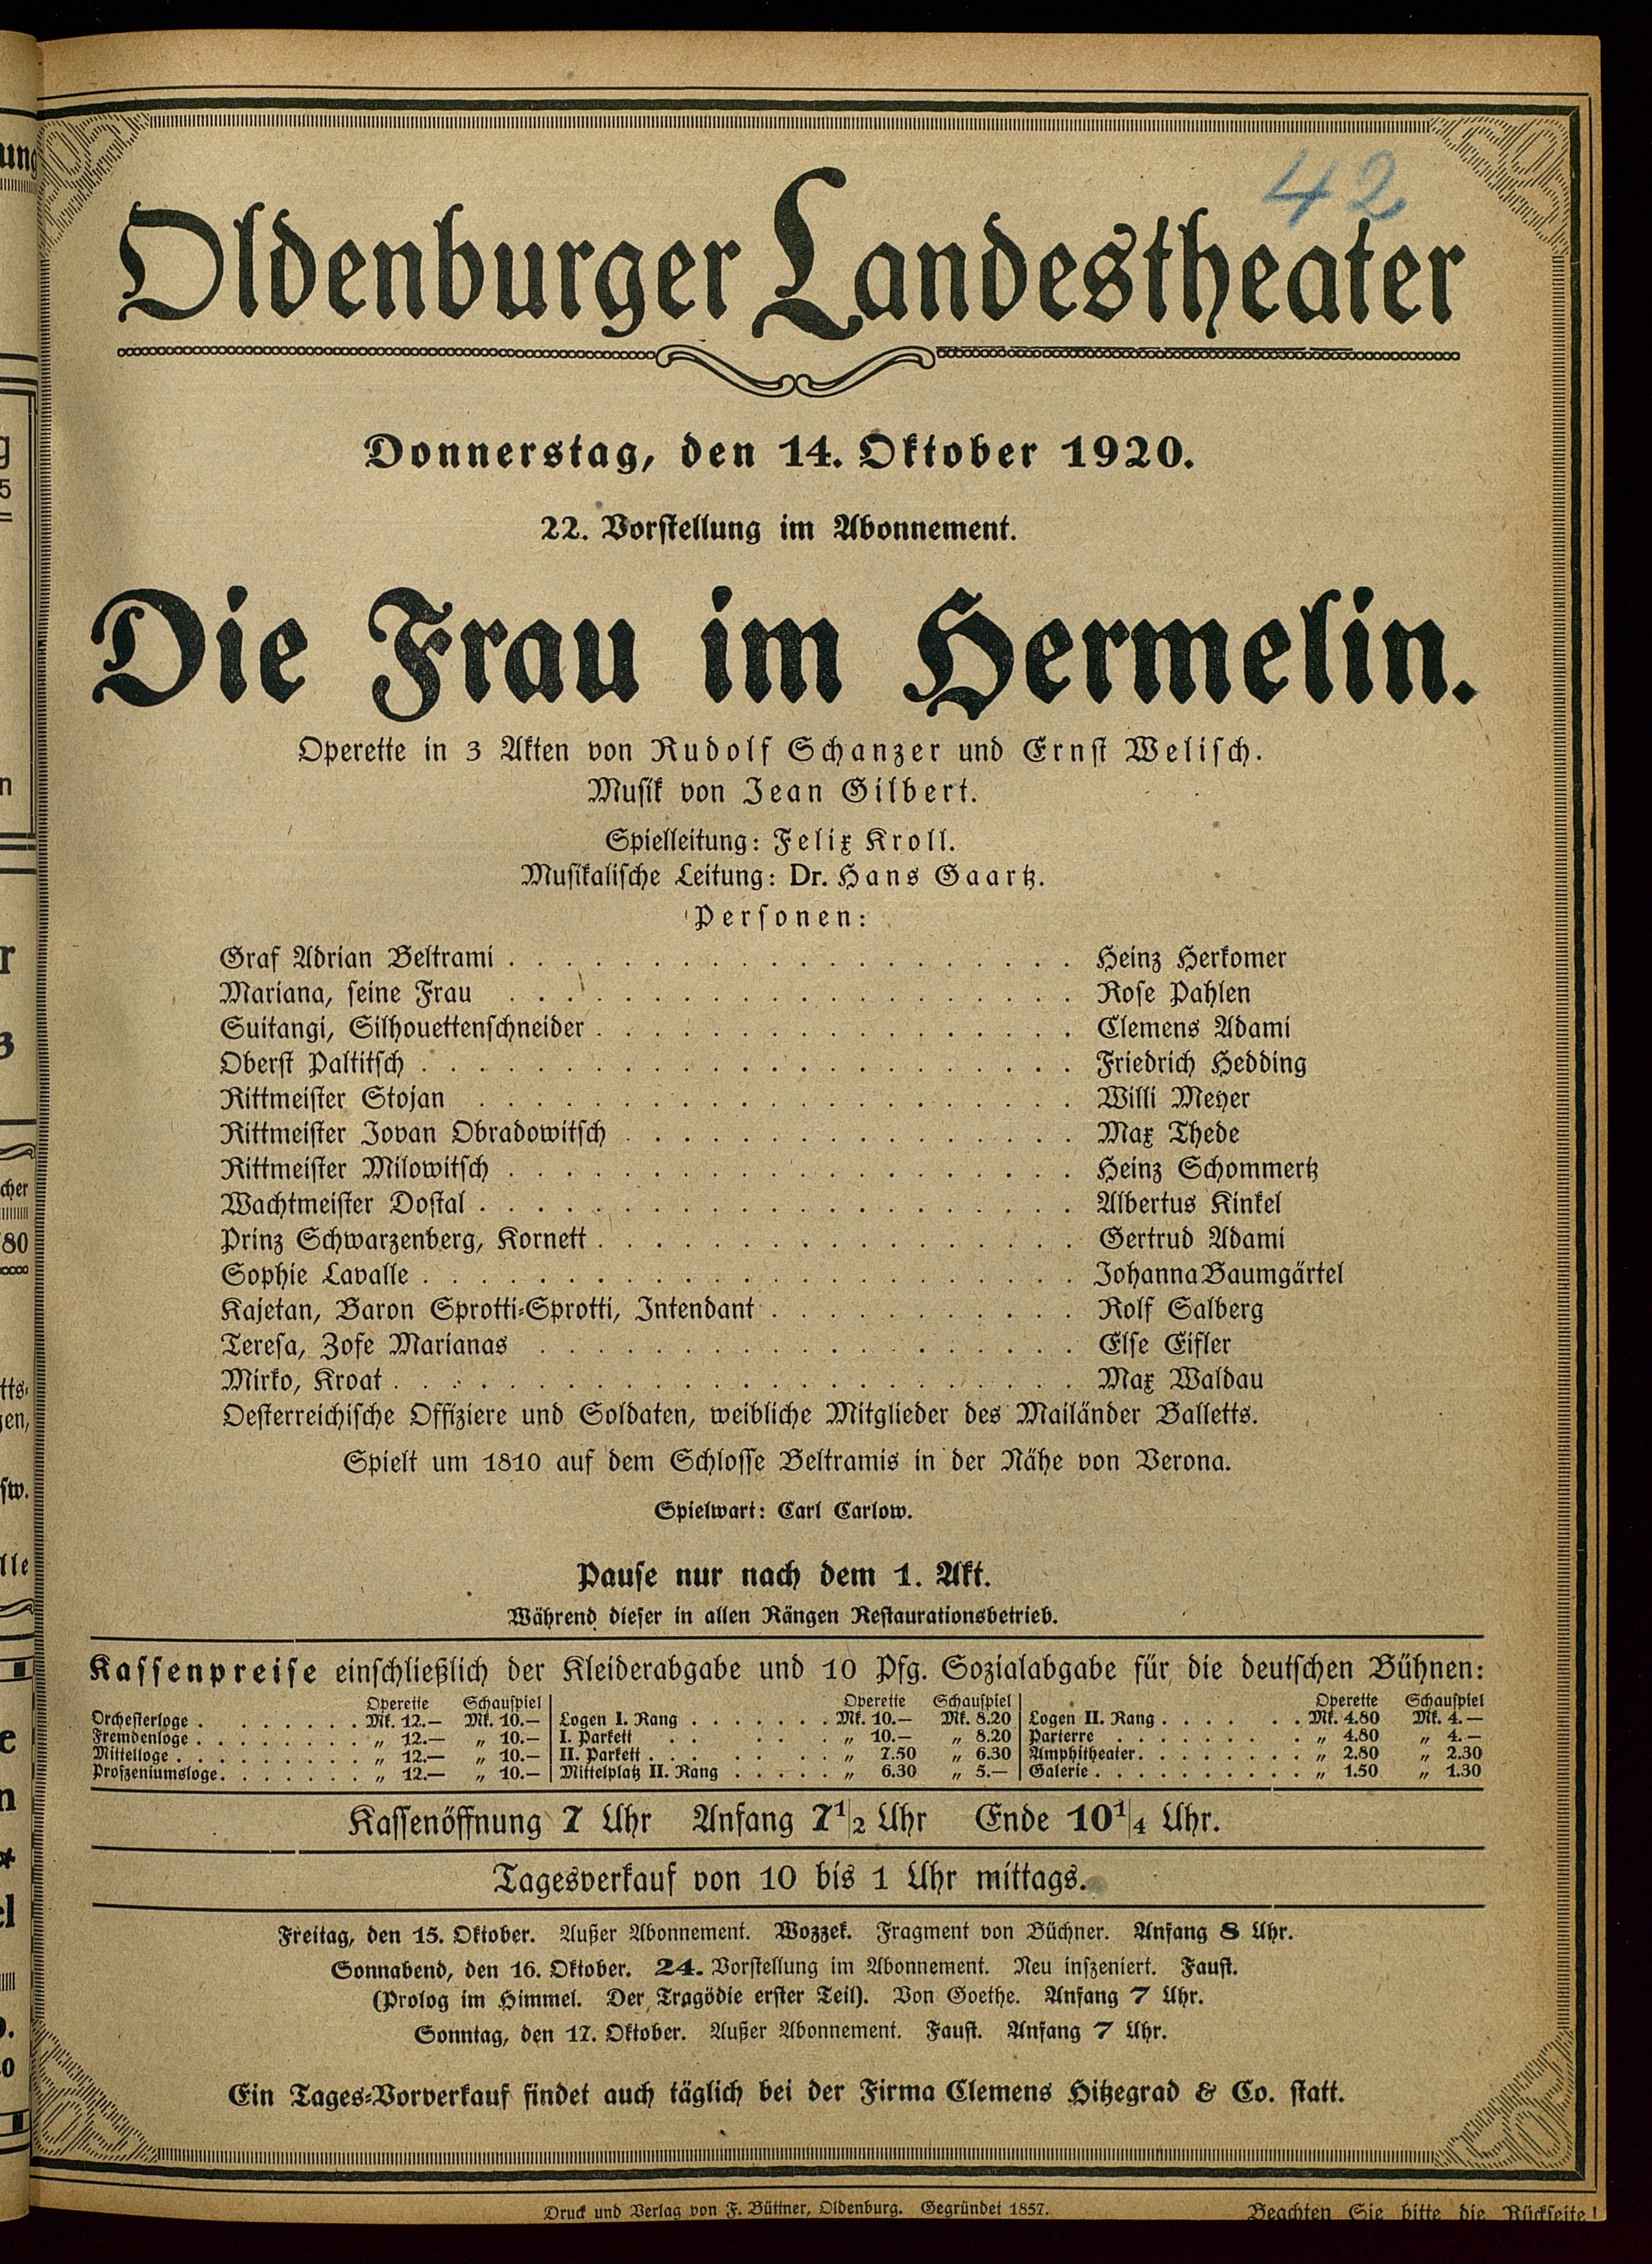 42
Oldenburger Landestheater
Donnerstag, den 14. Oktober 1920.
22. Vorstellung im Abonnement.
Die Frau im Hermelin.
Operette in 3 Akten von Rudolf Schanzer und Ernst Welisch.
Musik von Jean Gilbert.
Spielleitung: Felix Kroll.
Musikalische Leitung: Dr. Hans Gaartz.
Personen:
Graf Adrian Beltrami . . . . Heinz Herkomer
Mariana, seine Frau . . . . Rose Pahlen
Suitangi, Silhouettenschneider . . . . Clemens Adami
Oberst Paltitsch . . . . Friedrich Hedding
Rittmeister Stojan . . . . Willi Meyer
Rittmeister Jovan Obradowitsch . . . . Max Thede
Rittmeister Milowitsch . . . . Heinz Schommertz
Wachtmeister Dostal . . . . Albertus Kinkel
Prinz Schwarzenberg, Kornett . . . . Gertrud Adami
Sophie Lavalle . . . . Johanna Baumgärtel
Kajetan, Baron Sprotti-Sprotti, Intendant . . . . Rolf Salberg
Teresa, Zofe Marianas . . . . Else Eifler
Mirko, Kroat . . . . Max Waldau
Oesterreichische Offiziere und Soldaten, weibliche Mitglieder des Mailänder Balletts.
Spielt um 1810 auf dem Schlosse Beltramis in der Nähe von Verona.
Spielwart: Carl Carlow.
Pause nur nach dem 1. Akt.
Während dieser in allen Rängen Restaurationsbetrieb.
Kassenpreise einschließlich der Kleiderabgabe und 10 Pfg. Sozialabgabe für die deutschen Bühnen:
Operette Schauspiel
Orchesterloge . . . . Mk. 12.— Mk. 10.—
Fremdenloge . . . . „ 12.— „ 10.—
Mittelloge . . . . „ 12.— „ 10.—
Proszeniumsloge . . . . „ 12.— „ 10.—
Operette Schauspiel
Logen I. Rang . . . . Mk. 10.— Mk. 8.20
I. Parkett . . . . „ 10.— „ 8.20
II. Parkett . . . . „ 7.50 „ 6.30
Mittelplatz II. Rang . . . . „ 6.30 „ 5.—
Operette Schauspiel
Logen II. Rang . . . . Mk. 4.80 Mk. 4.—
Parterre . . . . „ 4.80 „ 4.—
Amphitheater . . . . „ 2.80 „ 2.30
Galerie . . . . „ 1.50 „ 1.30
Kassenöffnung 7 Uhr Anfang 7 1/2 Uhr Ende 10 1/4 Uhr.
Tagesverkauf von 10 bis 1 Uhr mittags.
Freitag, den 15. Oktober. Außer Abonnement. Wozzek. Fragment von Büchner. Anfang 8 Uhr.
Sonnabend, den 16. Oktober. 24. Vorstellung im Abonnement. Neu inszeniert. Faust.
(Prolog im Himmel. Der Tragödie erster Teil). Von Goethe. Anfang 7 Uhr.
Sonntag, den 17. Oktober. Außer Abonnement. Faust. Anfang 7 Uhr.
Ein Tages-Vorverkauf findet auch täglich bei der Firma Clemens Hitzegrad & Co. statt.
Druck und Verlag von F. Büttner, Oldenburg. Gegründet 1857.
Beachten Sie bitte die Rückseite!